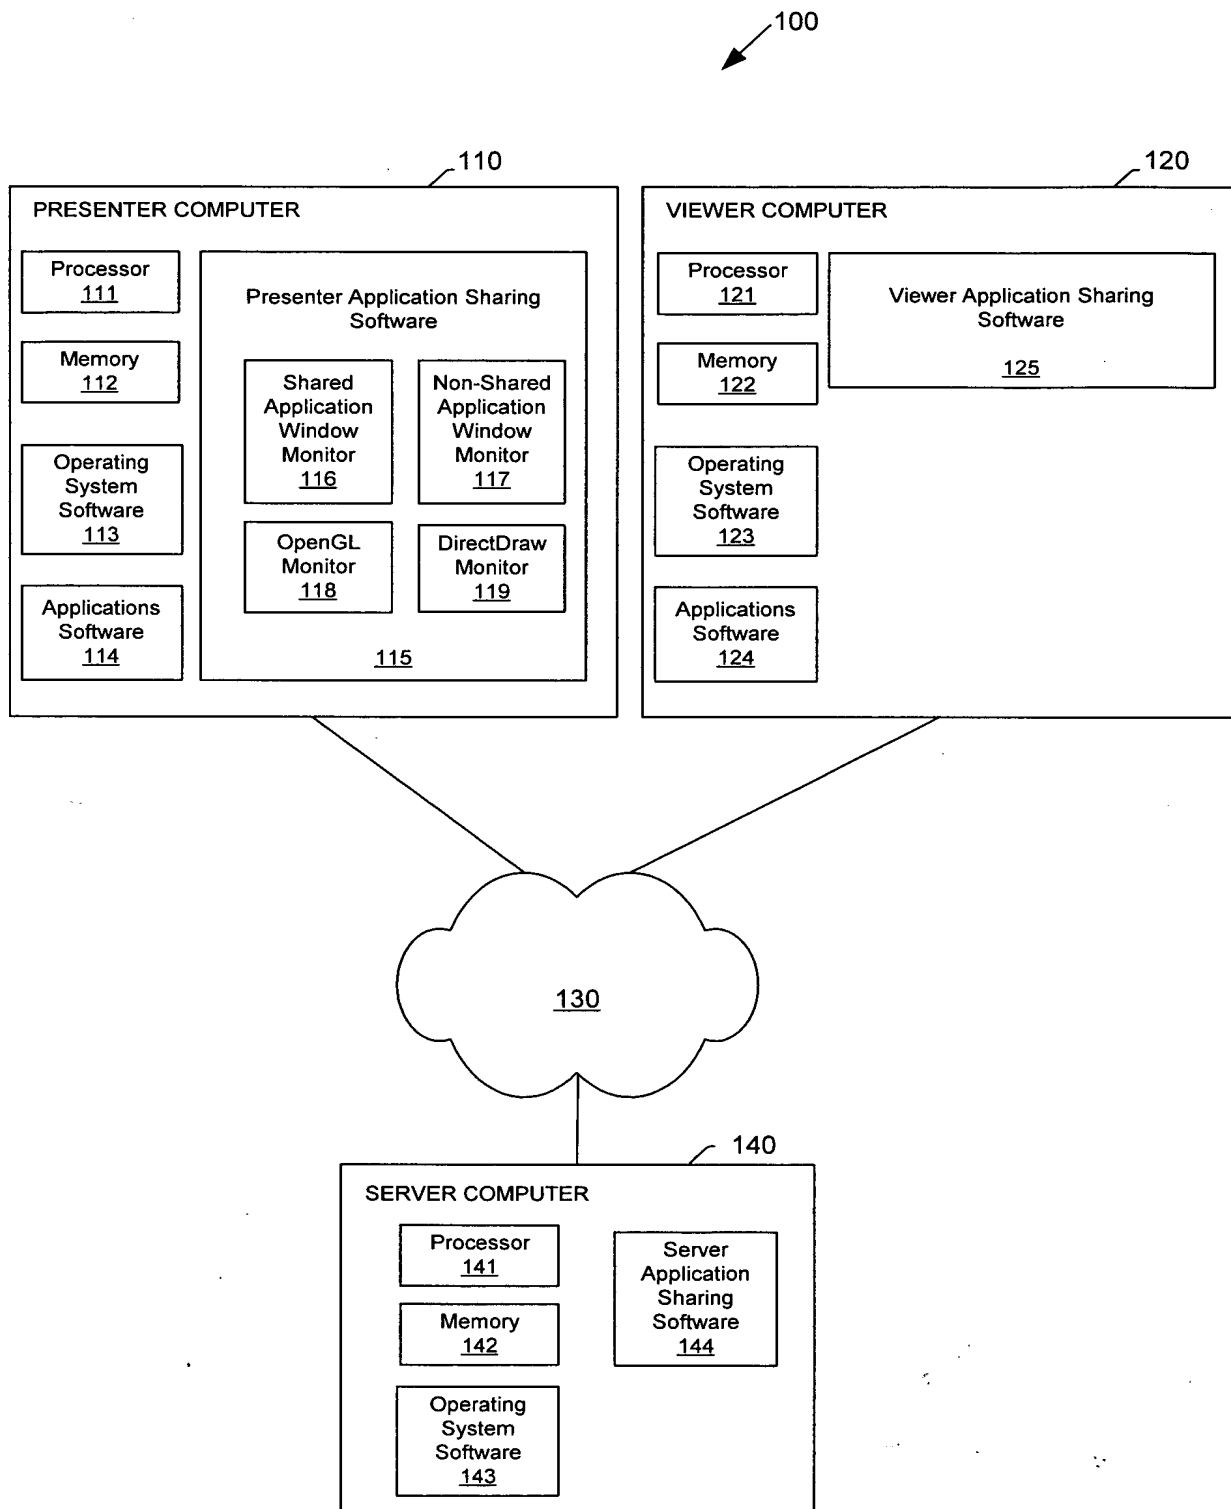 100
110
PRESENTER COMPUTER
Processor
111
Memory
112
Operating
System
Software
113
Applications
Software
114
Presenter Application Sharing
Software
Shared
Application
Window
Monitor
116
Non-Shared
Application
Window
Monitor
117
OpenGL
Monitor
118
DirectDraw
Monitor
119
115
120
VIEWER COMPUTER
Processor
121
Memory
122
Operating
System
Software
123
Applications
Software
124
Viewer Application Sharing
Software
125
130
140
SERVER COMPUTER
Processor
141
Memory
142
Operating
System
Software
143
Server
Application
Sharing
Software
144